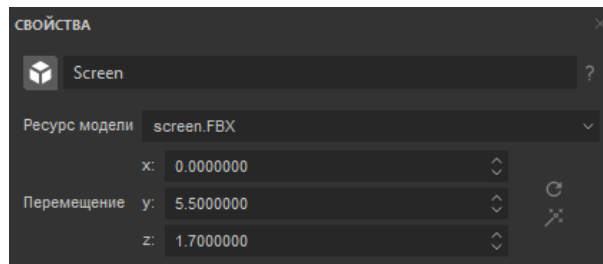 СВОЙСТВА
Screen ?
Ресурс модели screen.FBX
x: 0.0000000
Перемещение y: 5.5000000
z: 1.7000000